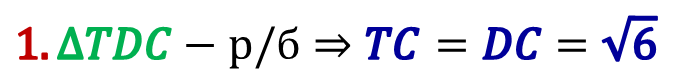 1. ΔTDC – р/б ⇒ TC = DC = √6